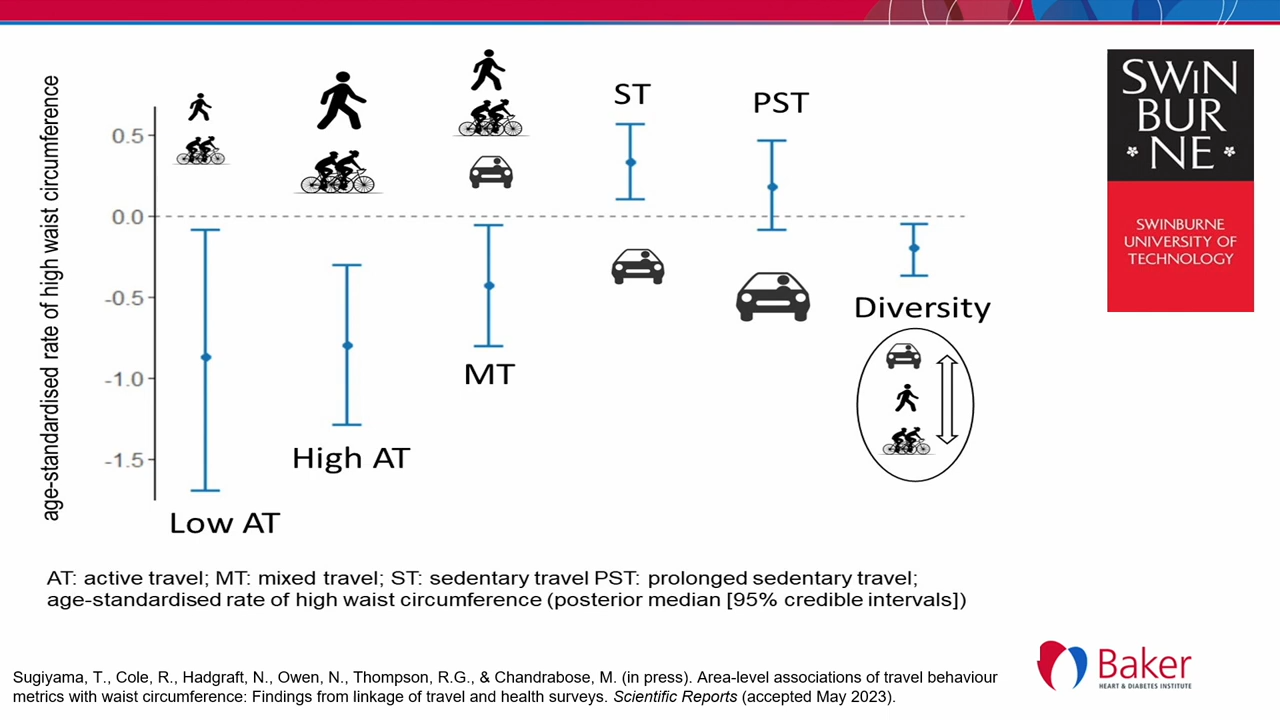 age-standardised rate of high waist circumference
0.5
0.0
-0.5
-1.0
-1.5
ST
PST
MT
High AT
Low AT
Diversity
SWiN
BUR
*NE*
SWINBURNE
UNIVERSITY OF
TECHNOLOGY
AT: active travel; MT: mixed travel; ST: sedentary travel PST: prolonged sedentary travel;
age-standardised rate of high waist circumference (posterior median [95% credible intervals])
Sugiyama, T., Cole, R., Hadgraft, N., Owen, N., Thompson, R.G., & Chandrabose, M. (in press). Area-level associations of travel behaviour
metrics with waist circumference: Findings from linkage of travel and health surveys. Scientific Reports (accepted May 2023).
Baker
HEART & DIABETES INSTITUTE